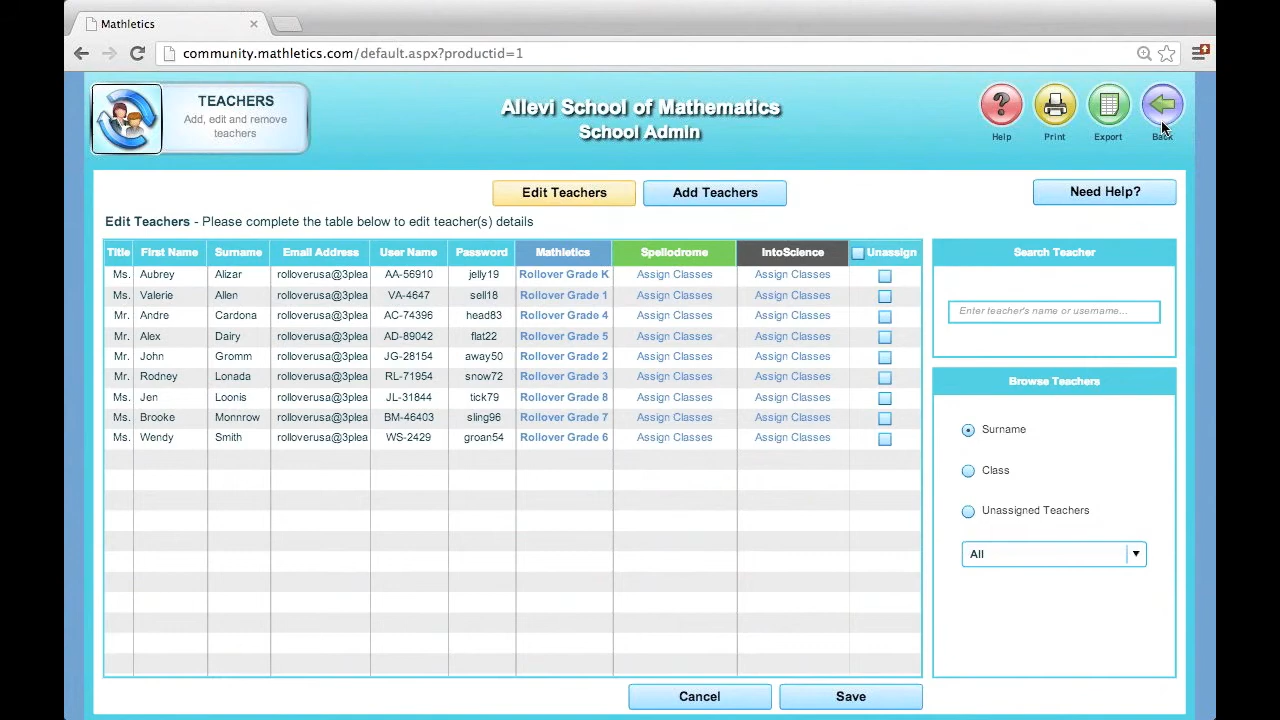 Mathletics
community.mathletics.com/default.aspx?productid=1
TEACHERS
Add, edit and remove
teachers
Allevi School of Mathematics
School Admin
Help
Print
Export
Back
Edit Teachers
Add Teachers
Need Help?
Edit Teachers - Please complete the table below to edit teacher(s) details
Title First Name Surname Email Address User Name Password Mathletics Spellodrome IntoScience Unassign
Ms. Aubrey Alizar rolloverusa@3plea AA-56910 jelly19 Rollover Grade K Assign Classes Assign Classes
Ms. Valerie Allen rolloverusa@3plea VA-4647 sell18 Rollover Grade 1 Assign Classes Assign Classes
Mr. Andre Cardona rolloverusa@3plea AC-74396 head83 Rollover Grade 4 Assign Classes Assign Classes
Mr. Alex Dairy rolloverusa@3plea AD-89042 flat22 Rollover Grade 5 Assign Classes Assign Classes
Mr. John Gromm rolloverusa@3plea JG-28154 away50 Rollover Grade 2 Assign Classes Assign Classes
Mr. Rodney Lonada rolloverusa@3plea RL-71954 snow72 Rollover Grade 3 Assign Classes Assign Classes
Ms. Jen Loonis rolloverusa@3plea JL-31844 tick79 Rollover Grade 8 Assign Classes Assign Classes
Ms. Brooke Monnrow rolloverusa@3plea BM-46403 sling96 Rollover Grade 7 Assign Classes Assign Classes
Ms. Wendy Smith rolloverusa@3plea WS-2429 groan54 Rollover Grade 6 Assign Classes Assign Classes
Search Teacher
Enter teacher's name or username...
Browse Teachers
Surname
Class
Unassigned Teachers
All
Cancel
Save